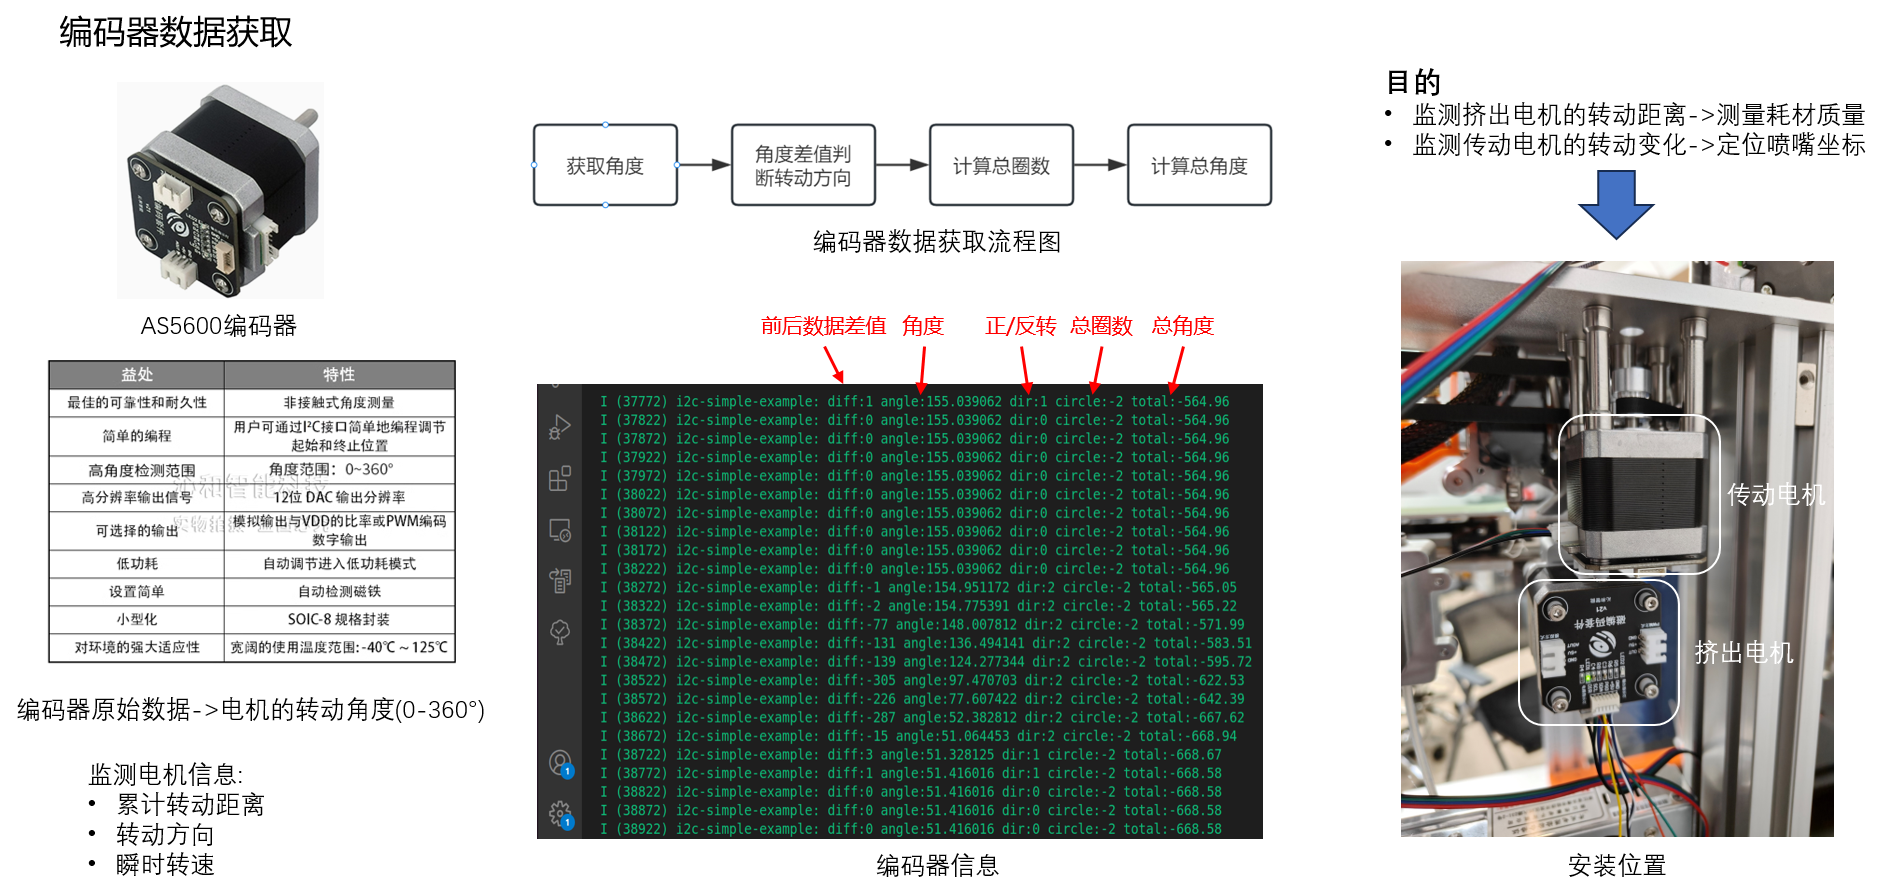 编码器数据获取
AS5600编码器
益处 特性
最佳的可靠性和耐久性 非接触式角度测量
简单的编程 用户可通过I²C接口简单地编程调节
起始和终止位置
高角度检测范围 角度范围：0~360°
高分辨率输出信号 12位 DAC 输出分辨率
可选择的输出 模拟输出与VDD的比率或PWM编码
数字输出
低功耗 自动调节进入低功耗模式
设置简单 自动检测磁铁
小型化 SOIC-8 规格封装
对环境的强大适应性 宽阔的使用温度范围:-40℃～125℃
编码器原始数据->电机的转动角度(0-360°)
监测电机信息:
• 累计转动距离
• 转动方向
• 瞬时转速
获取角度
角度差值判
断转动方向
计算总圈数
计算总角度
编码器数据获取流程图
前后数据差值 角度 正/反转 总圈数 总角度
I (37772) i2c-simple-example: diff:1 angle:155.039062 dir:1 circle:-2 total:-564.96
I (37822) i2c-simple-example: diff:0 angle:155.039062 dir:0 circle:-2 total:-564.96
I (37872) i2c-simple-example: diff:0 angle:155.039062 dir:0 circle:-2 total:-564.96
I (37922) i2c-simple-example: diff:0 angle:155.039062 dir:0 circle:-2 total:-564.96
I (37972) i2c-simple-example: diff:0 angle:155.039062 dir:0 circle:-2 total:-564.96
I (38022) i2c-simple-example: diff:0 angle:155.039062 dir:0 circle:-2 total:-564.96
I (38072) i2c-simple-example: diff:0 angle:155.039062 dir:0 circle:-2 total:-564.96
I (38122) i2c-simple-example: diff:0 angle:155.039062 dir:0 circle:-2 total:-564.96
I (38172) i2c-simple-example: diff:0 angle:155.039062 dir:0 circle:-2 total:-564.96
I (38222) i2c-simple-example: diff:0 angle:155.039062 dir:0 circle:-2 total:-564.96
I (38272) i2c-simple-example: diff:-1 angle:154.951172 dir:2 circle:-2 total:-565.05
I (38322) i2c-simple-example: diff:-2 angle:154.775391 dir:2 circle:-2 total:-565.22
I (38372) i2c-simple-example: diff:-77 angle:148.007812 dir:2 circle:-2 total:-571.99
I (38422) i2c-simple-example: diff:-131 angle:136.494141 dir:2 circle:-2 total:-583.51
I (38472) i2c-simple-example: diff:-139 angle:124.277344 dir:2 circle:-2 total:-595.72
I (38522) i2c-simple-example: diff:-305 angle:97.470703 dir:2 circle:-2 total:-622.53
I (38572) i2c-simple-example: diff:-226 angle:77.607422 dir:2 circle:-2 total:-642.39
I (38622) i2c-simple-example: diff:-287 angle:52.382812 dir:2 circle:-2 total:-667.62
I (38672) i2c-simple-example: diff:-15 angle:51.064453 dir:2 circle:-2 total:-668.94
I (38722) i2c-simple-example: diff:3 angle:51.328125 dir:1 circle:-2 total:-668.67
I (38772) i2c-simple-example: diff:1 angle:51.416016 dir:1 circle:-2 total:-668.58
I (38822) i2c-simple-example: diff:0 angle:51.416016 dir:0 circle:-2 total:-668.58
I (38872) i2c-simple-example: diff:0 angle:51.416016 dir:0 circle:-2 total:-668.58
I (38922) i2c-simple-example: diff:0 angle:51.416016 dir:0 circle:-2 total:-668.58
1
1
编码器信息
目的
• 监测挤出电机的转动距离->测量耗材质量
• 监测传动电机的转动变化->定位喷嘴坐标
传动电机
V21
磁编码套件
挤出电机
安装位置